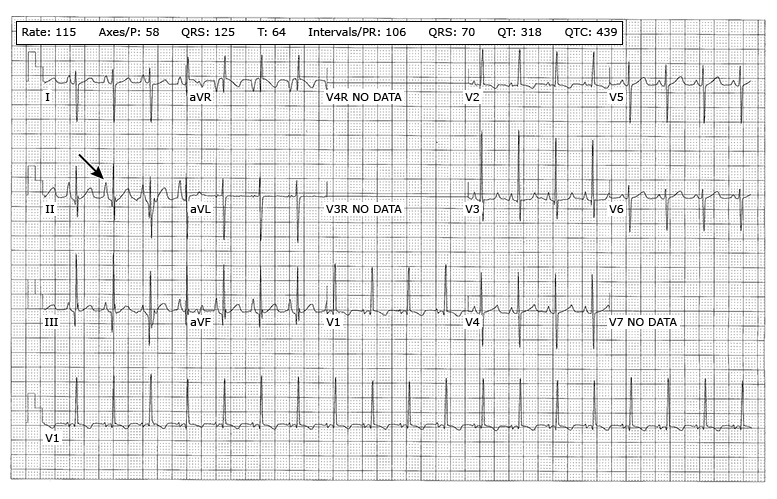 Rate: 115 Axes/P: 58 QRS: 125 T: 64 Intervals/PR: 106 QRS: 70 QT: 318 QTC: 439
I aVR V4R NO DATA V2 V5
II aVL V3R NO DATA V3 V6
III aVF V1 V4 V7 NO DATA
V1